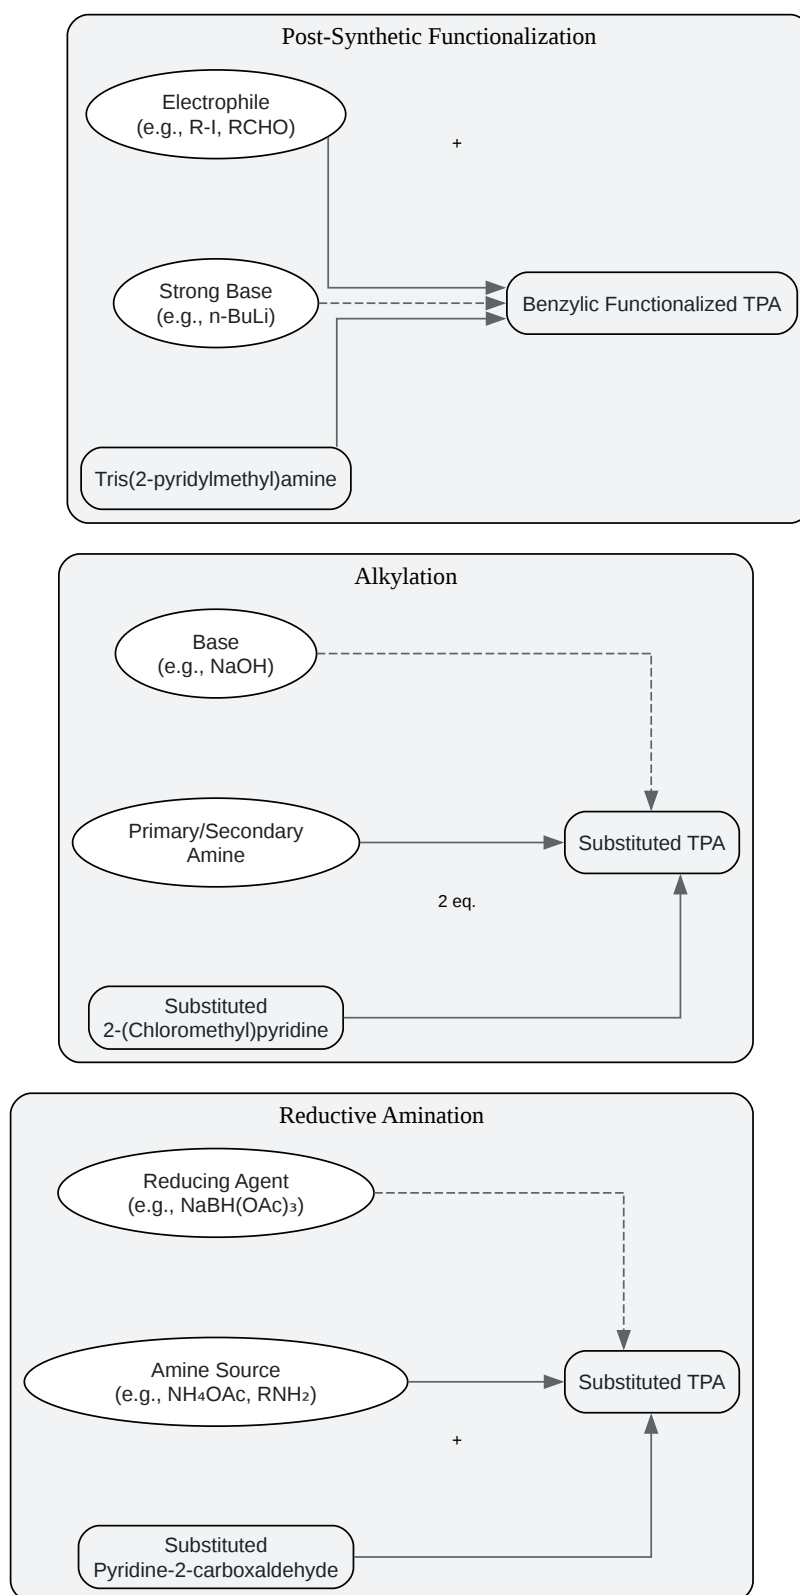 Post-Synthetic Functionalization
Electrophile
(e.g., R-I, RCHO)
+
Strong Base
(e.g., n-BuLi)
Benzylic Functionalized TPA
Tris(2-pyridylmethyl)amine
Alkylation
Base
(e.g., NaOH)
Primary/Secondary
Amine
Substituted TPA
2 eq.
Substituted
2-(Chloromethyl)pyridine
Reductive Amination
Reducing Agent
(e.g., NaBH(OAc)₃)
Amine Source
(e.g., NH₄OAc, RNH₂)
Substituted TPA
+
Substituted
Pyridine-2-carboxaldehyde